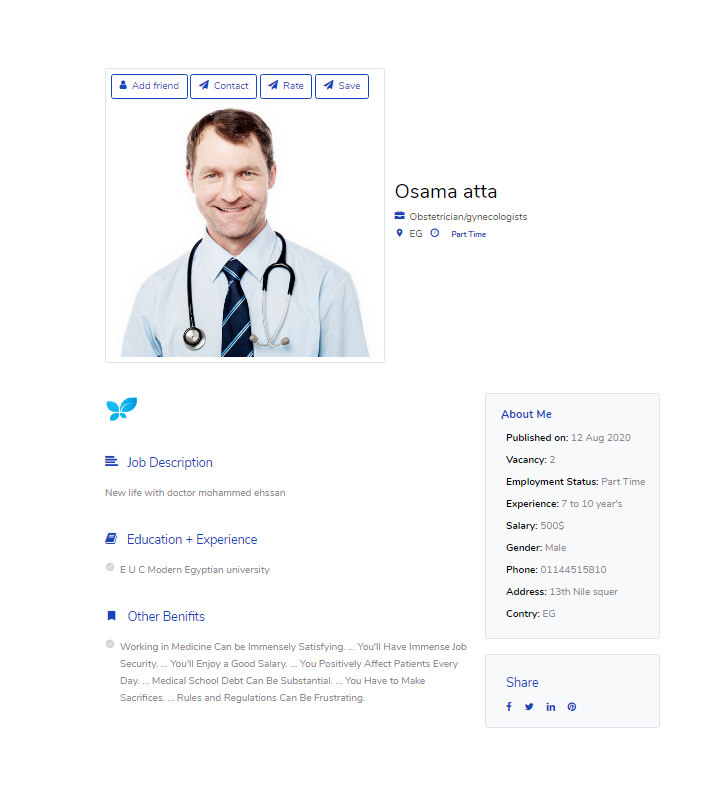 Add friend Contact Rate Save
Osama atta
Obstetrician/gynecologists
EG Part Time
Job Description
New life with doctor mohammed ehssan
Education + Experience
E U C Modern Egyptian university
Other Benifits
Working in Medicine Can be Immensely Satisfying. ... You'll Have Immense Job
Security. ... You'll Enjoy a Good Salary. ... You Positively Affect Patients Every
Day. ... Medical School Debt Can Be Substantial. ... You Have to Make
Sacrifices. ... Rules and Regulations Can Be Frustrating.
About Me
Published on: 12 Aug 2020
Vacancy: 2
Employment Status: Part Time
Experience: 7 to 10 year's
Salary: 500$
Gender: Male
Phone: 01144515810
Address: 13th Nile squer
Contry: EG
Share